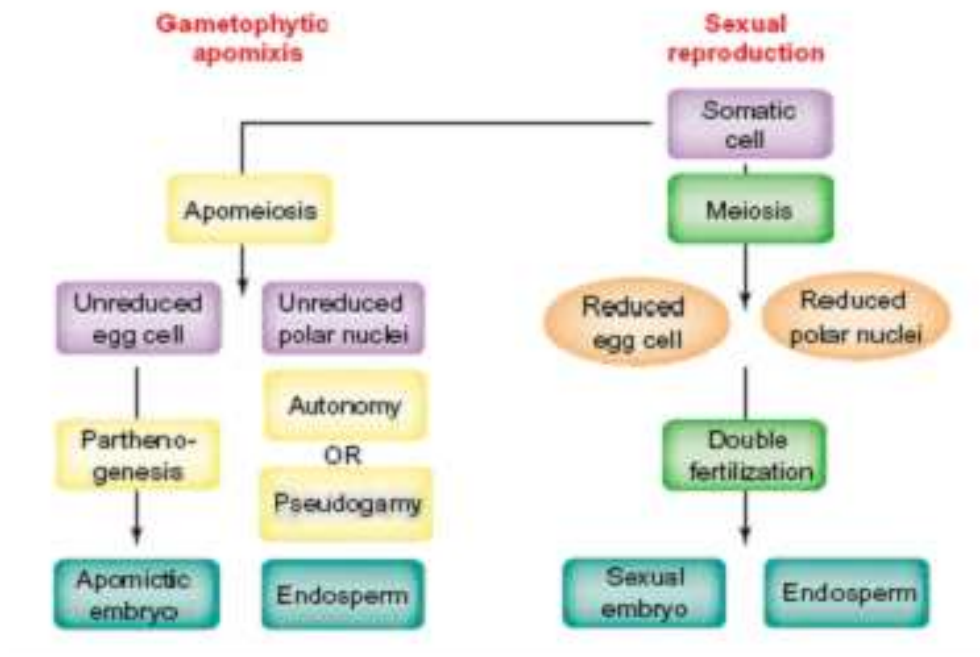 Gametophytic
apomixis
Sexual
reproduction
Somatic
cell
Apomeiosis
Meiosis
Unreduced
egg cell
Unreduced
polar nuclei
Reduced
egg cell
Reduced
polar nuclei
Autonomy
OR
Pseudogamy
Partheno-
genesis
Double
fertilization
Apomictic
embryo
Endosperm
Sexual
embryo
Endosperm